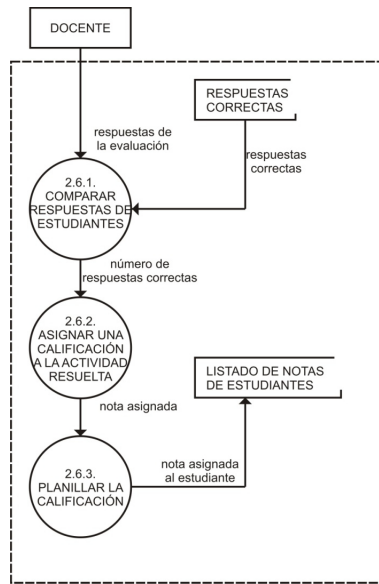 DOCENTE
RESPUESTAS
CORRECTAS
respuestas de
la evaluación
respuestas
correctas
2.6.1.
COMPARAR
RESPUESTAS DE
ESTUDIANTES
número de
respuestas correctas
2.6.2.
ASIGNAR UNA
CALIFICACIÓN
A LA ACTIVIDAD
RESUELTA
LISTADO DE NOTAS
DE ESTUDIANTES
nota asignada
2.6.3.
PLANILLAR LA
CALIFICACIÓN
nota asignada
al estudiante